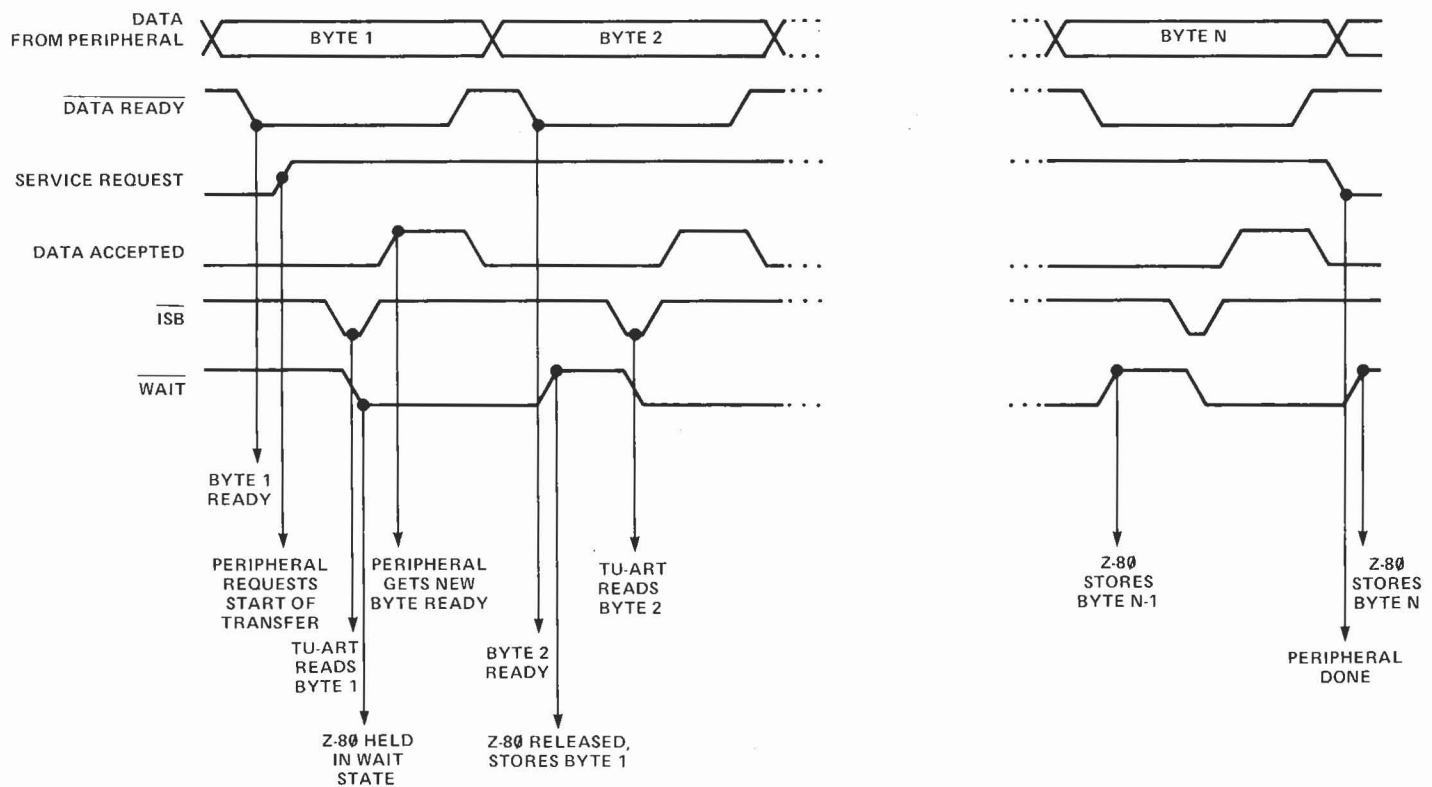 DATA
FROM PERIPHERAL
BYTE 1
BYTE 2
BYTE N
DATA READY
SERVICE REQUEST
DATA ACCEPTED
ISB
WAIT
BYTE 1
READY
PERIPHERAL
REQUESTS
START OF
TRANSFER
TU-ART
READS
BYTE 1
Z-80 HELD
IN WAIT
STATE
PERIPHERAL
GETS NEW
BYTE READY
BYTE 2
READY
Z-80 RELEASED,
STORES BYTE 1
TU-ART
READS
BYTE 2
Z-80
STORES
BYTE N-1
PERIPHERAL
DONE
Z-80
STORES
BYTE N